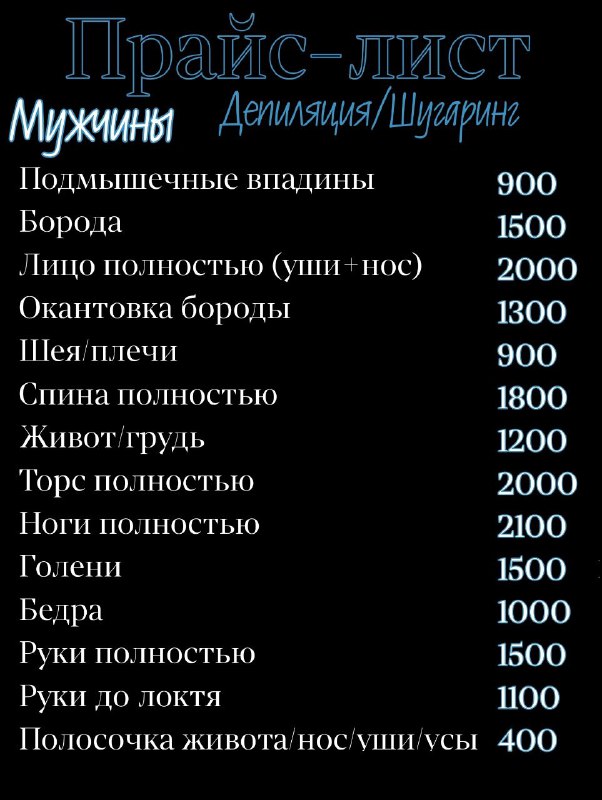 Прайс-лист
Мужчины Депиляция/Шугаринг
Подмышечные впадины 900
Борода 1500
Лицо полностью (уши+нос) 2000
Окантовка бороды 1300
Шея/плечи 900
Спина полностью 1800
Живот/грудь 1200
Торс полностью 2000
Ноги полностью 2100
Голени 1500
Бедра 1000
Руки полностью 1500
Руки до локтя 1100
Полосочка живота/нос/уши/усы 400